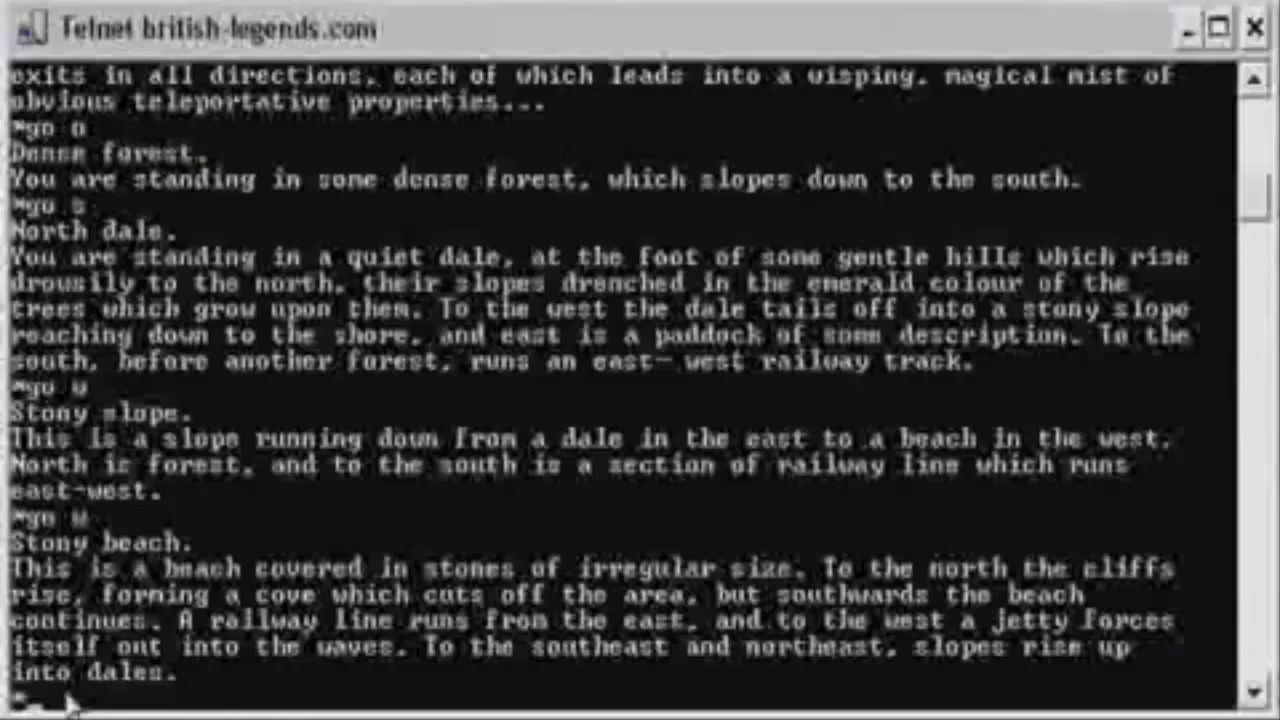 Telnet british-legends.com
exits in all directions, each of which leads into a wisping, magical mist of
obvious teleportative properties...
*go o
Dense forest.
You are standing in some dense forest, which slopes down to the south.
*go s
North dale.
You are standing in a quiet dale, at the foot of some gentle hills which rise
drowsily to the north, their slopes drenched in the emerald colour of the
trees which grow upon them. To the west the dale tails off into a stony slope
reaching down to the shore, and east is a paddock of some description. To the
south, before another forest, runs an east- west railway track.
*go w
Stony slope.
This is a slope running down from a dale in the east to a beach in the west.
North is forest, and to the south is a section of railway line which runs
east-west.
*go w
Stony beach.
This is a beach covered in stones of irregular size. To the north the cliffs
rise, forming a cove which cuts off the area, but southwards the beach
continues. A railway line runs from the east, and to the west a jetty forces
itself out into the waves. To the southeast and northeast, slopes rise up
into dales.
*